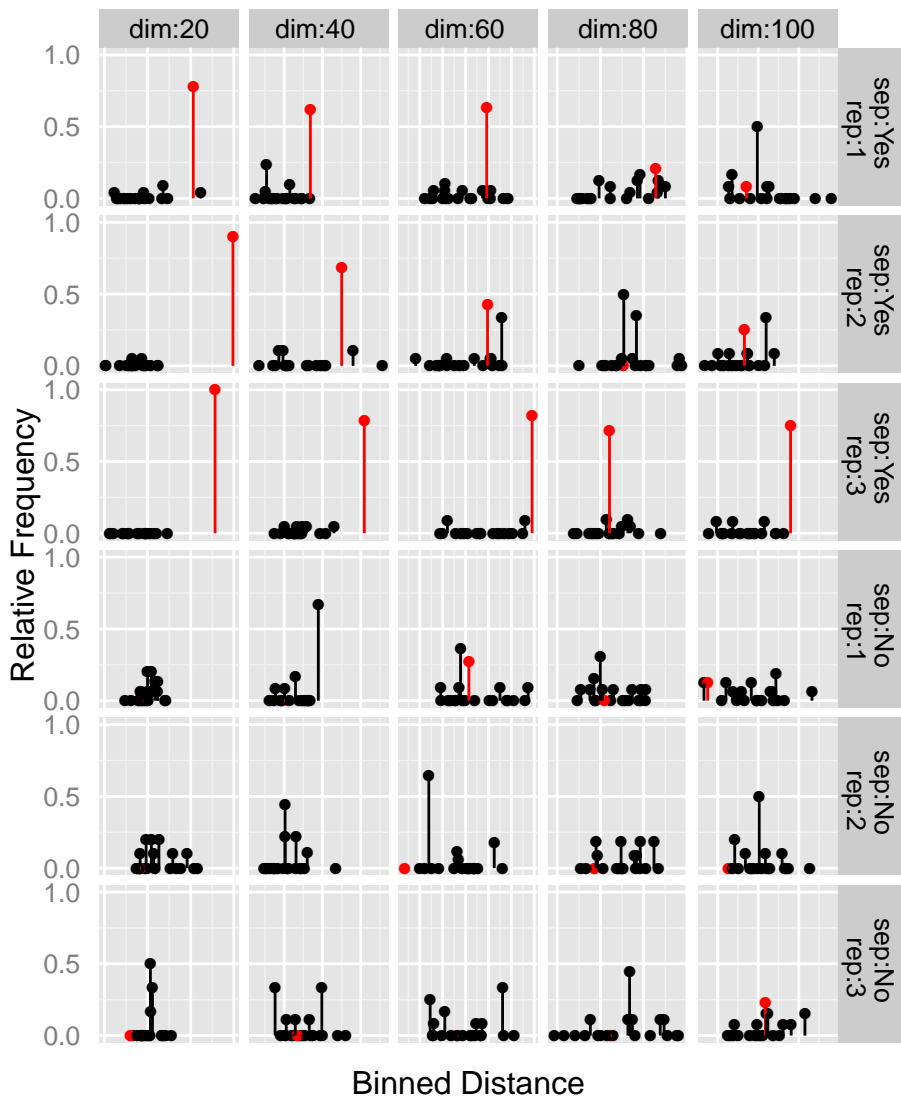 dim:20 dim:40 dim:60 dim:80 dim:100
1.0
0.5
0.0
sep:Yes
rep:1
1.0
0.5
0.0
sep:Yes
rep:2
1.0
0.5
0.0
sep:Yes
rep:3
1.0
0.5
0.0
sep:No
rep:1
1.0
0.5
0.0
sep:No
rep:2
1.0
0.5
0.0
sep:No
rep:3
Relative Frequency
Binned Distance